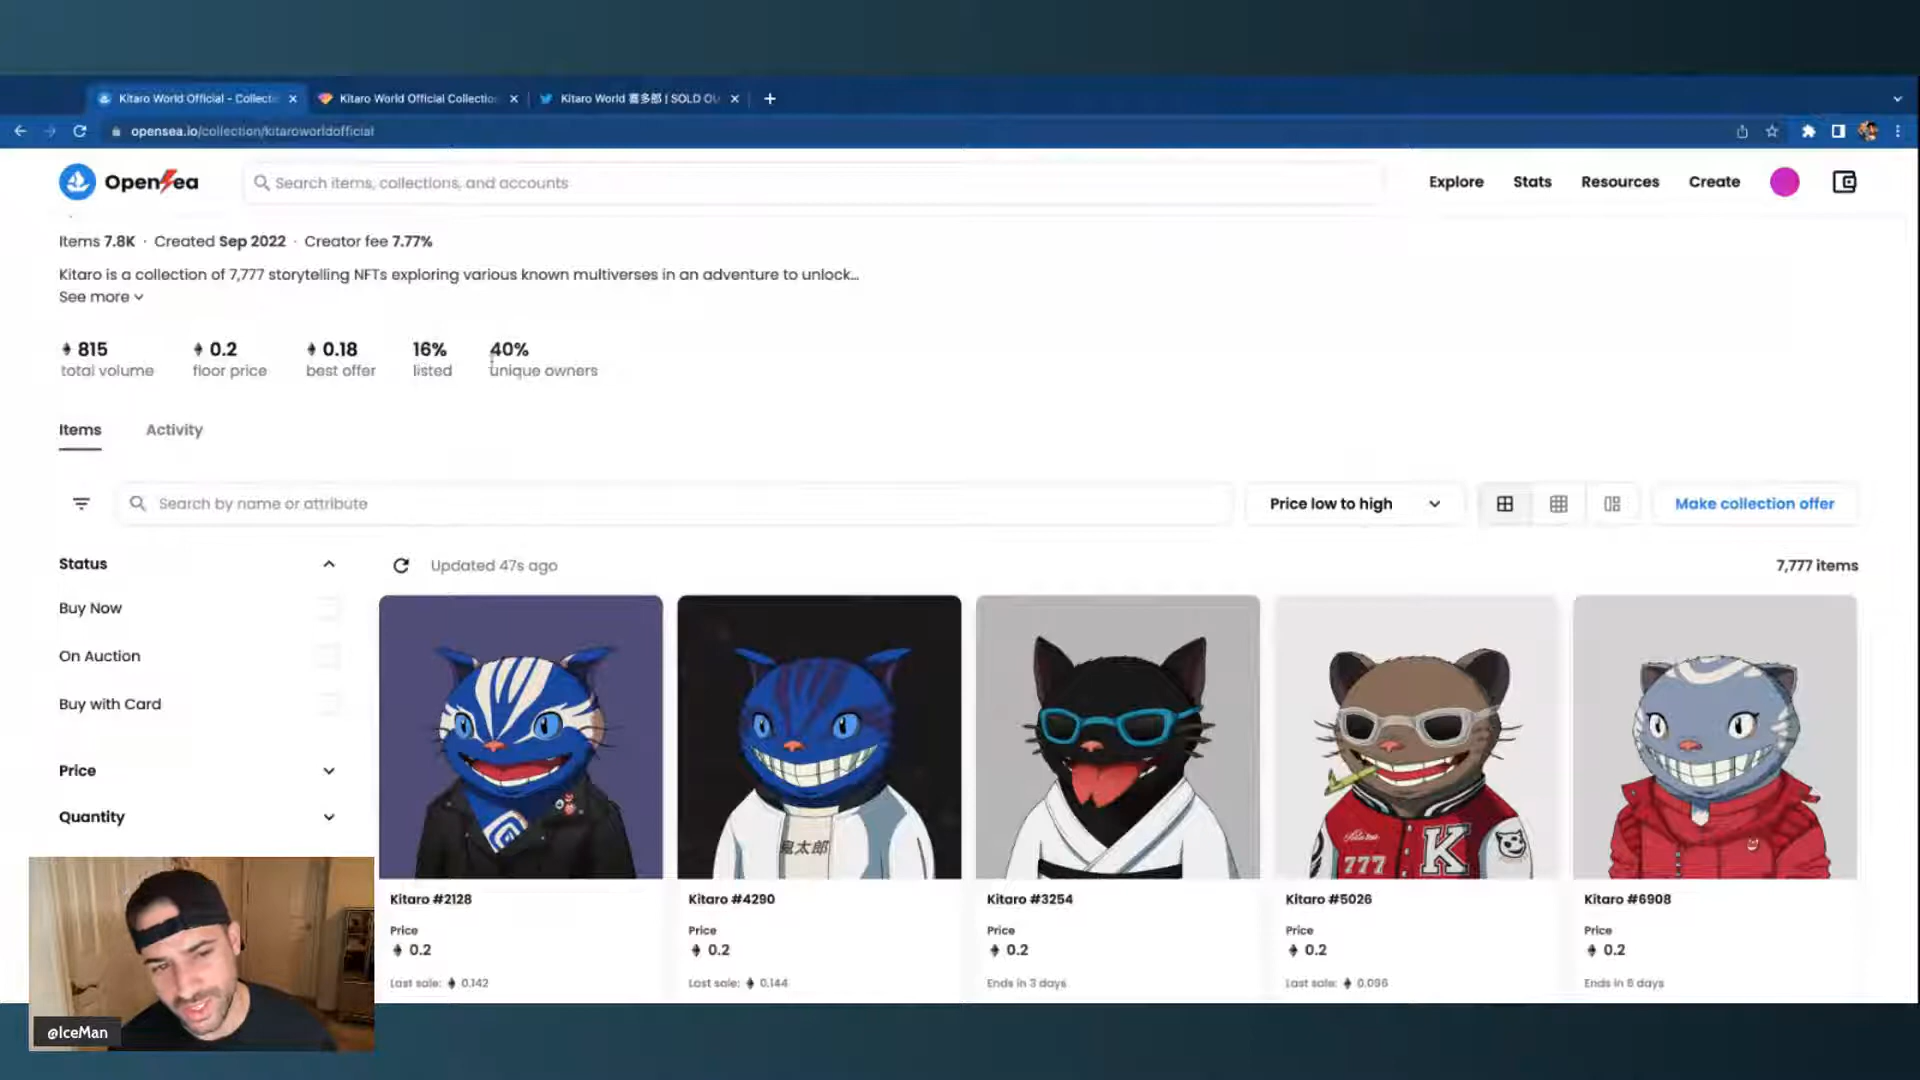 Kitaro World Official - Collecti
Kitaro World Official Collection
Kitaro World 喜多郎 | SOLD OU
opensea.io/collection/kitaroworldofficial
OpenSea
Search items, collections, and accounts
Explore
Stats
Resources
Create
Items 7.8K · Created Sep 2022 · Creator fee 7.77%
Kitaro is a collection of 7,777 storytelling NFTs exploring various known multiverses in an adventure to unlock...
See more
815
0.2
0.18
16%
40%
total volume
floor price
best offer
listed
unique owners
Items
Activity
Search by name or attribute
Price low to high
Make collection offer
Status
Updated 47s ago
7,777 items
Buy Now
On Auction
Buy with Card
Price
Quantity
鬼太郎
777
K
Kitaro #2128
Kitaro #4290
Kitaro #3254
Kitaro #5026
Kitaro #6908
Price
Price
Price
Price
Price
0.2
0.2
0.2
0.2
0.2
Last sale: 0.142
Last sale: 0.144
Ends in 3 days
Last sale: 0.096
Ends in 6 days
@IceMan